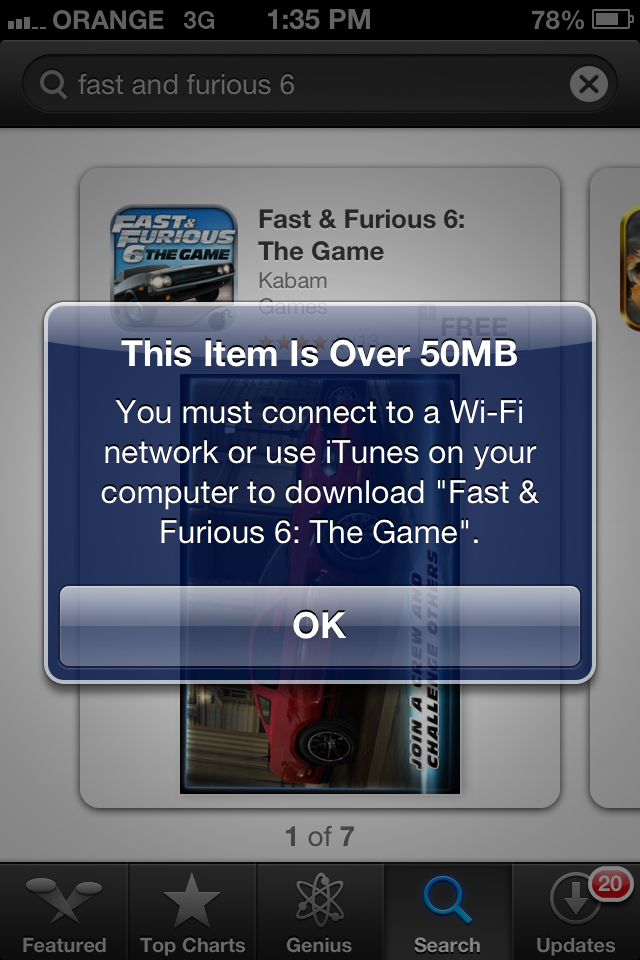 ORANGE 3G 1:35 PM 78%
fast and furious 6
FAST &
FURIOUS
6 THE GAME
Fast & Furious 6:
The Game
Kabam
Games
FREE
This Item Is Over 50MB
You must connect to a Wi-Fi
network or use iTunes on your
computer to download "Fast &
Furious 6: The Game".
OK
JOIN A CREW AND
CHALLENGE OTHERS
1 of 7
Featured Top Charts Genius Search Updates
20